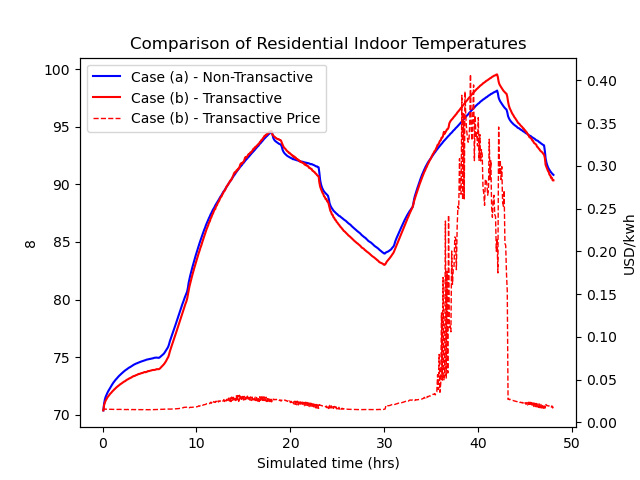 Comparison of Residential Indoor Temperatures
Case (a) - Non-Transactive
Case (b) - Transactive
Case (b) - Transactive Price
100
95
90
85
80
75
70
8
0.40
0.35
0.30
0.25
0.20
0.15
0.10
0.05
0.00
USD/kwh
0 10 20 30 40 50
Simulated time (hrs)